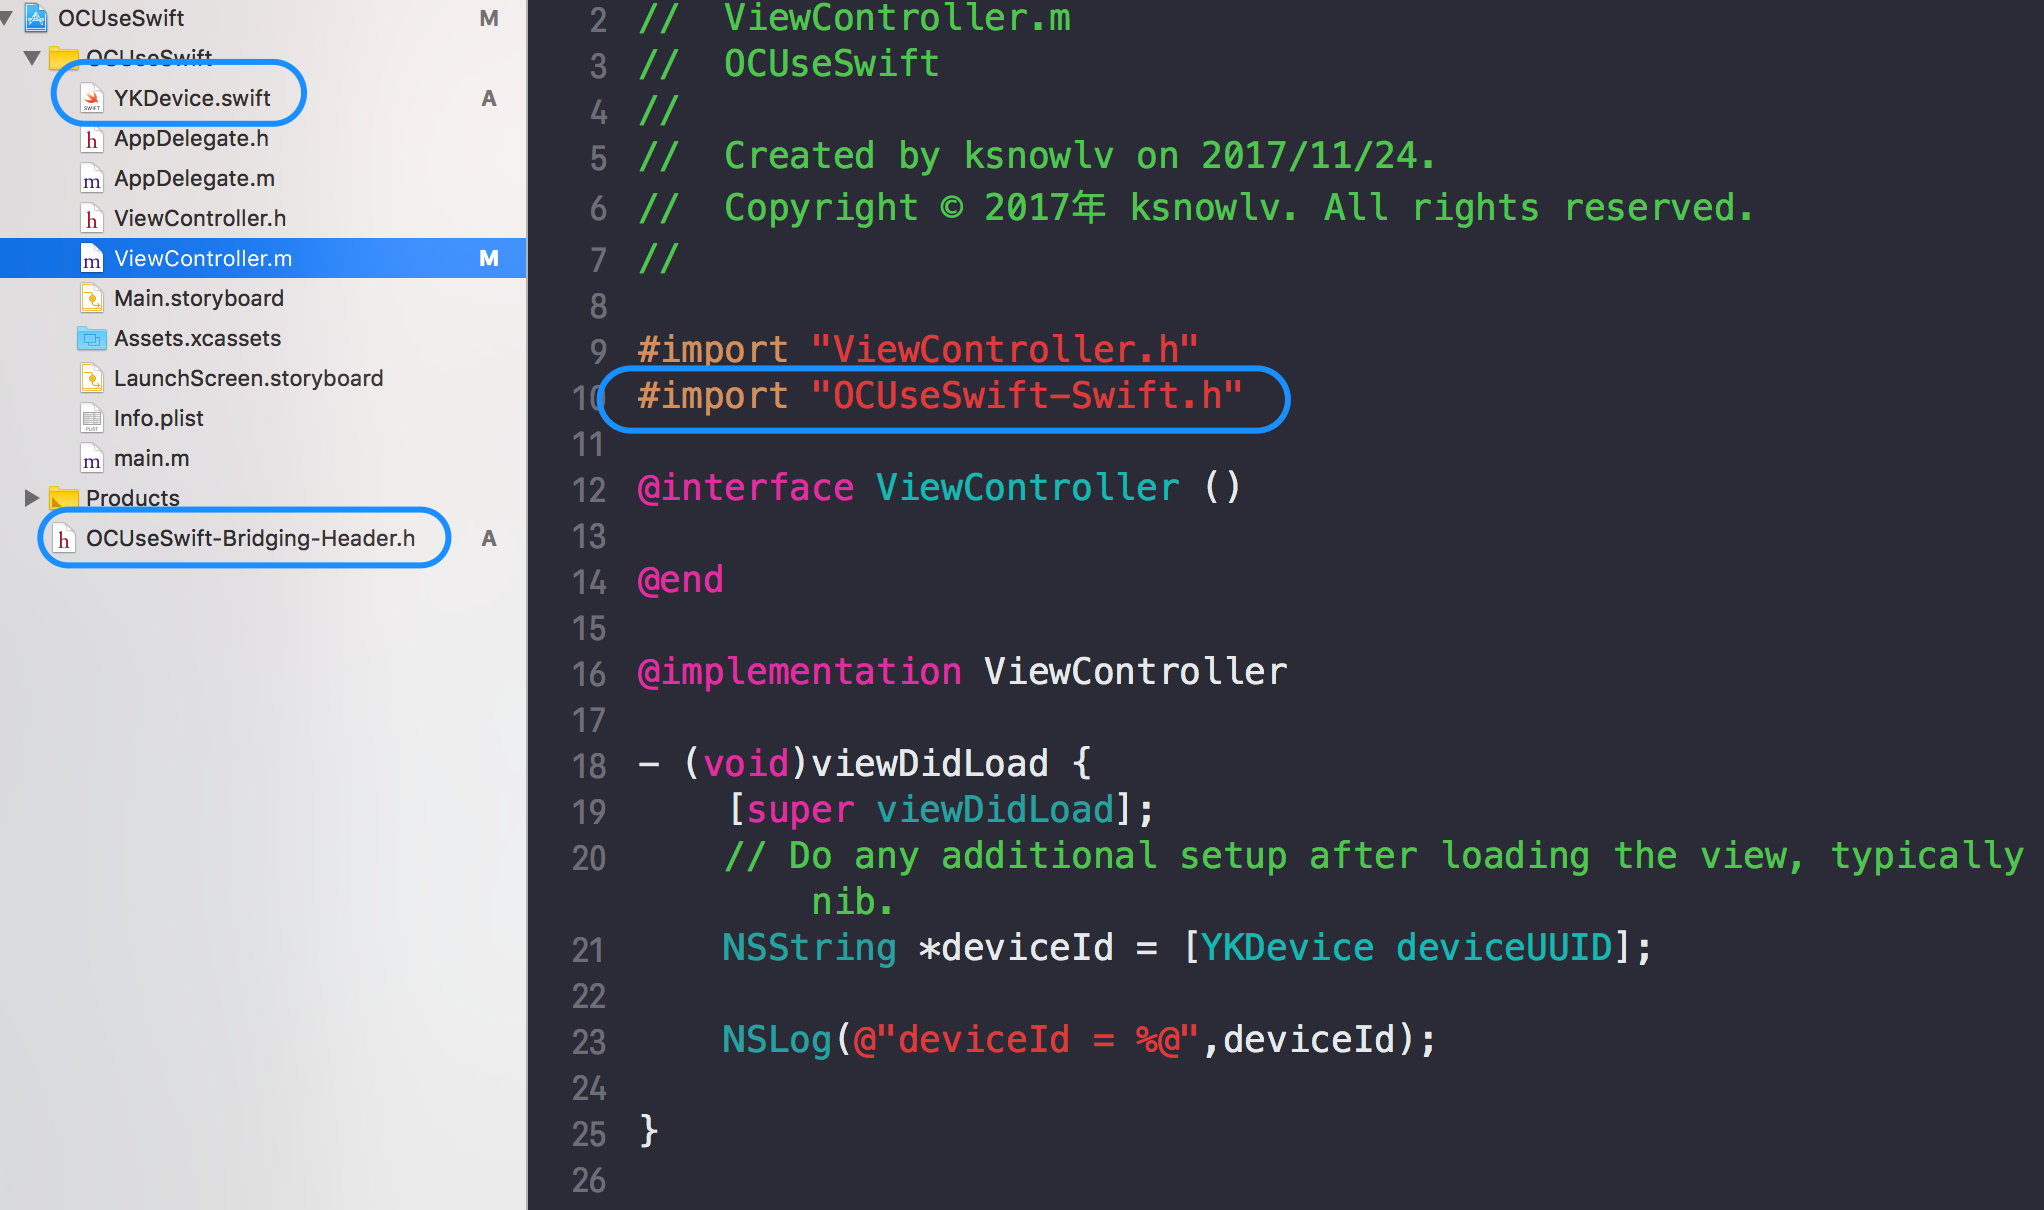 OCUseSwift M
OCUseSwift
YKDevice.swift A
AppDelegate.h
AppDelegate.m
ViewController.h
ViewController.m M
Main.storyboard
Assets.xcassets
LaunchScreen.storyboard
Info.plist
main.m
Products
OCUseSwift-Bridging-Header.h A
2 //  ViewController.m
3 //  OCUseSwift
4 //
5 //  Created by ksnowlv on 2017/11/24.
6 //  Copyright © 2017年 ksnowlv. All rights reserved.
7 //
8
9 #import "ViewController.h"
10 #import "OCUseSwift-Swift.h"
11
12 @interface ViewController ()
13
14 @end
15
16 @implementation ViewController
17
18 - (void)viewDidLoad {
19     [super viewDidLoad];
20     // Do any additional setup after loading the view, typically
nib.
21     NSString *deviceId = [YKDevice deviceUUID];
22
23     NSLog(@"deviceId = %@",deviceId);
24
25 }
26